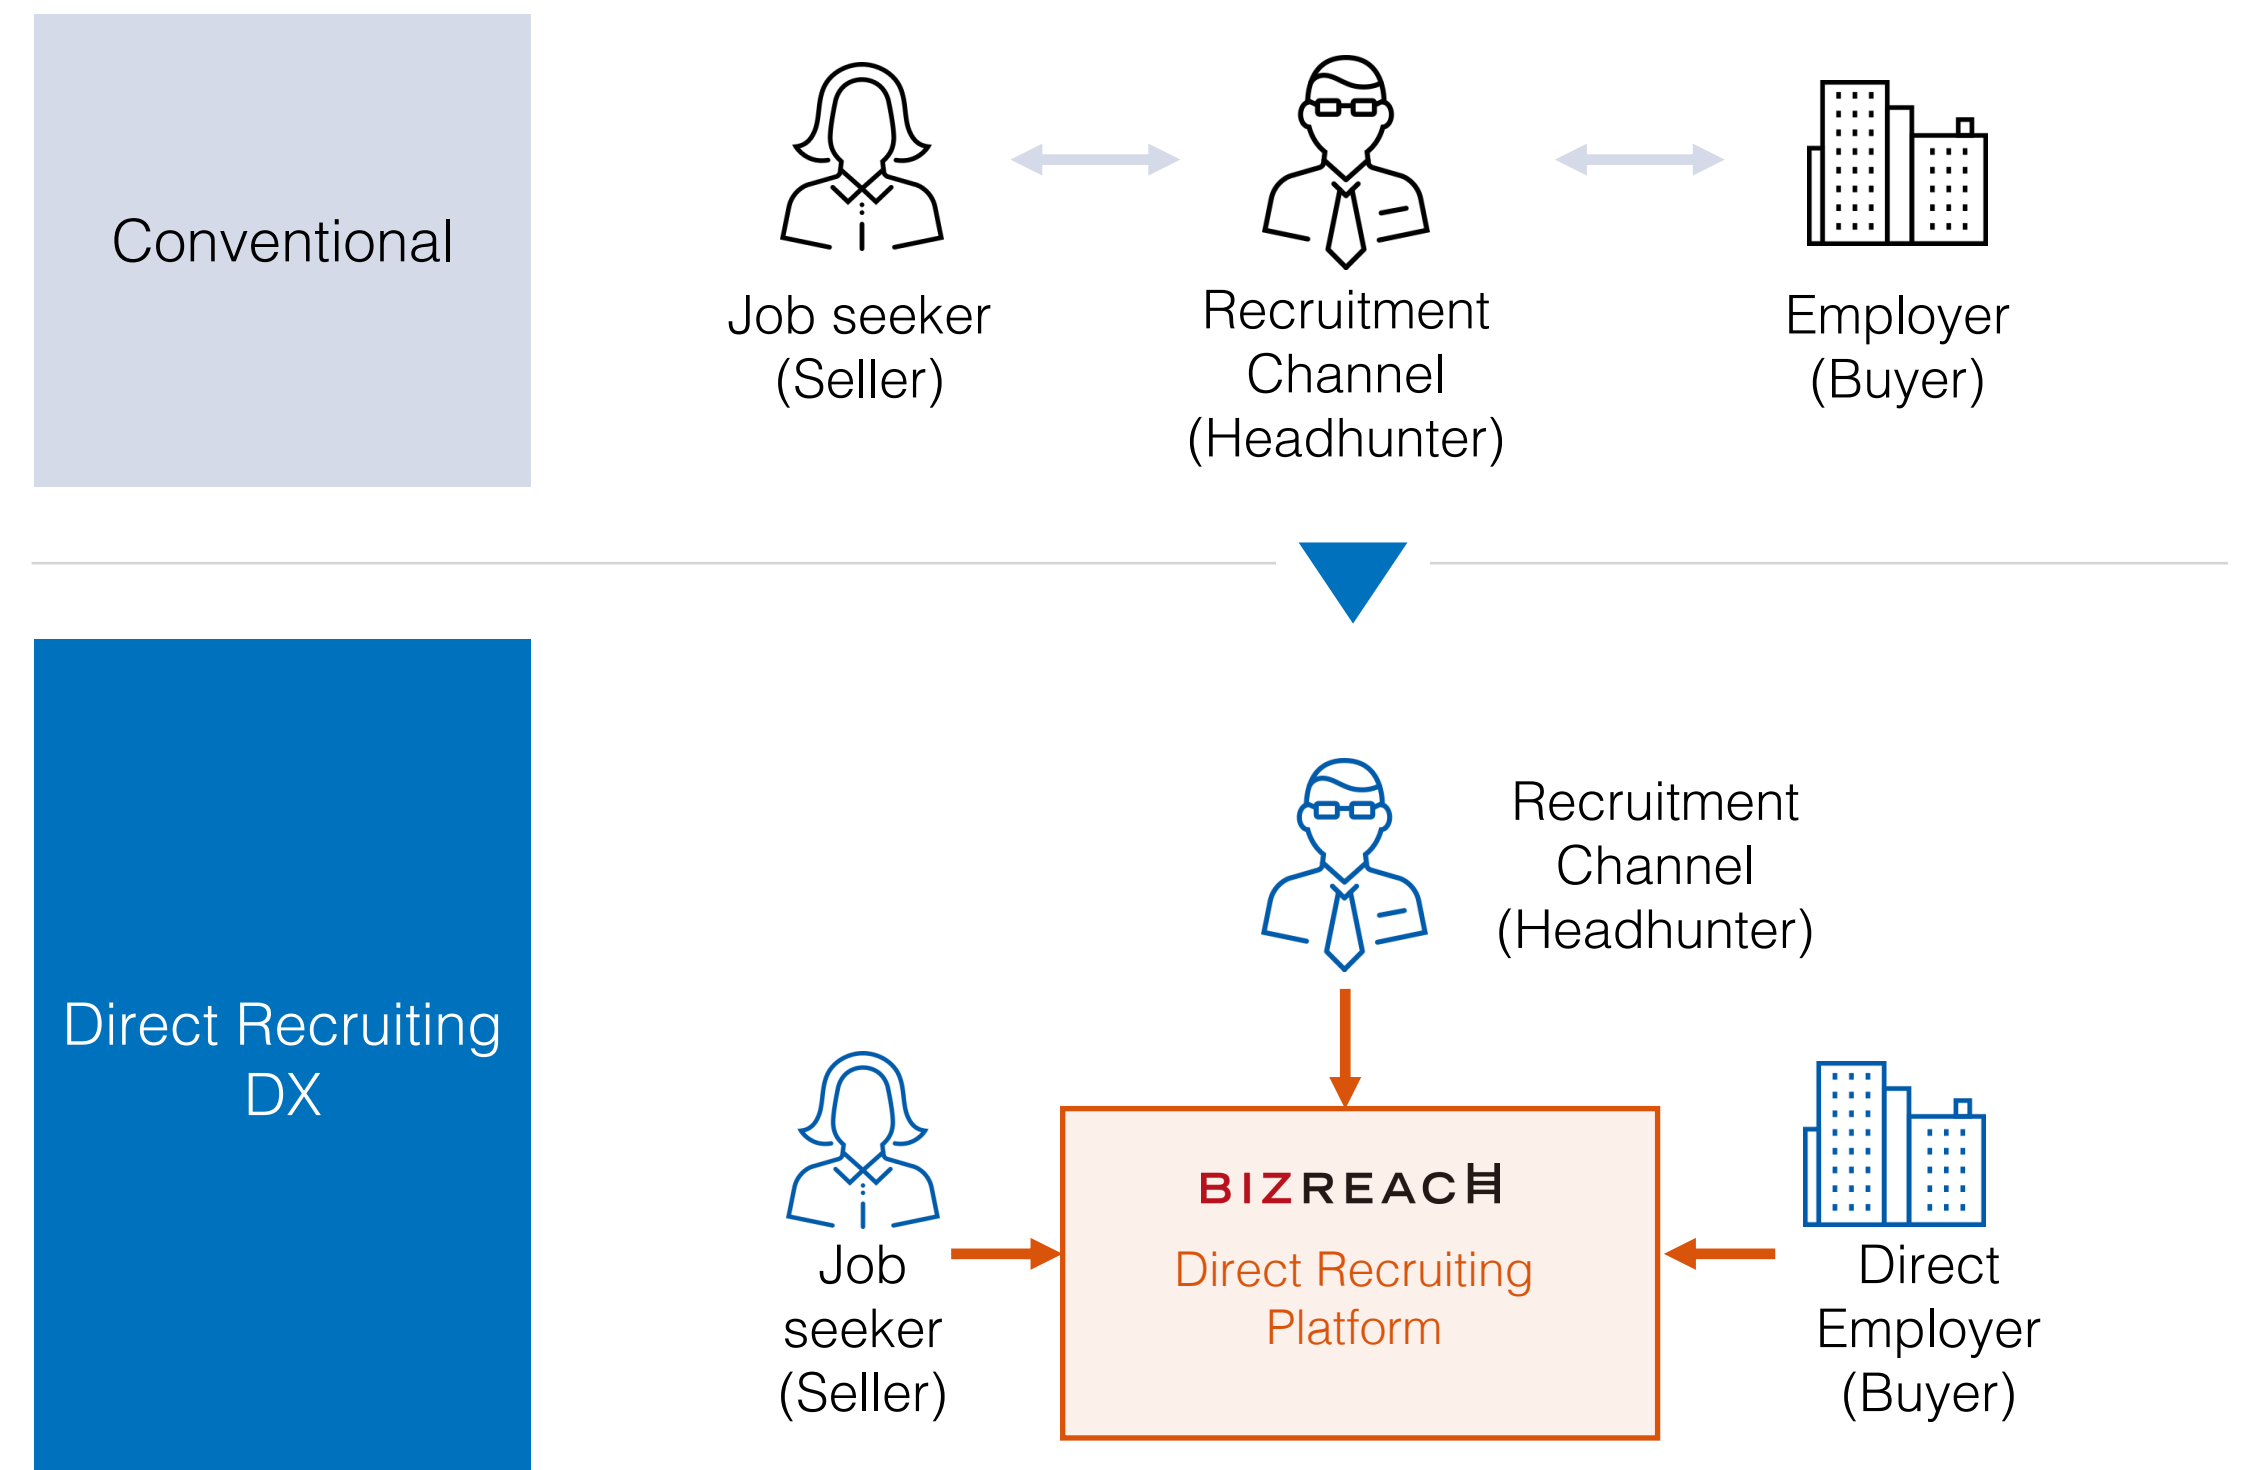 Conventional
Job seeker
(Seller)
Recruitment
Channel
(Headhunter)
Employer
(Buyer)
Direct Recruiting
DX
Recruitment
Channel
(Headhunter)
Job
seeker
(Seller)
BIZREACH
Direct Recruiting
Platform
Direct
Employer
(Buyer)